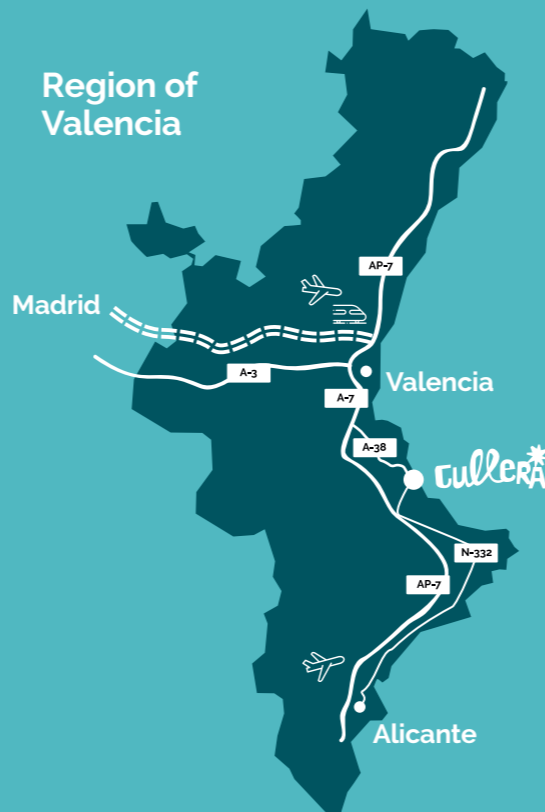 Region of
Valencia
AP-7
Madrid
A-3
Valencia
A-7
A-38
cullERA
N-332
AP-7
Alicante